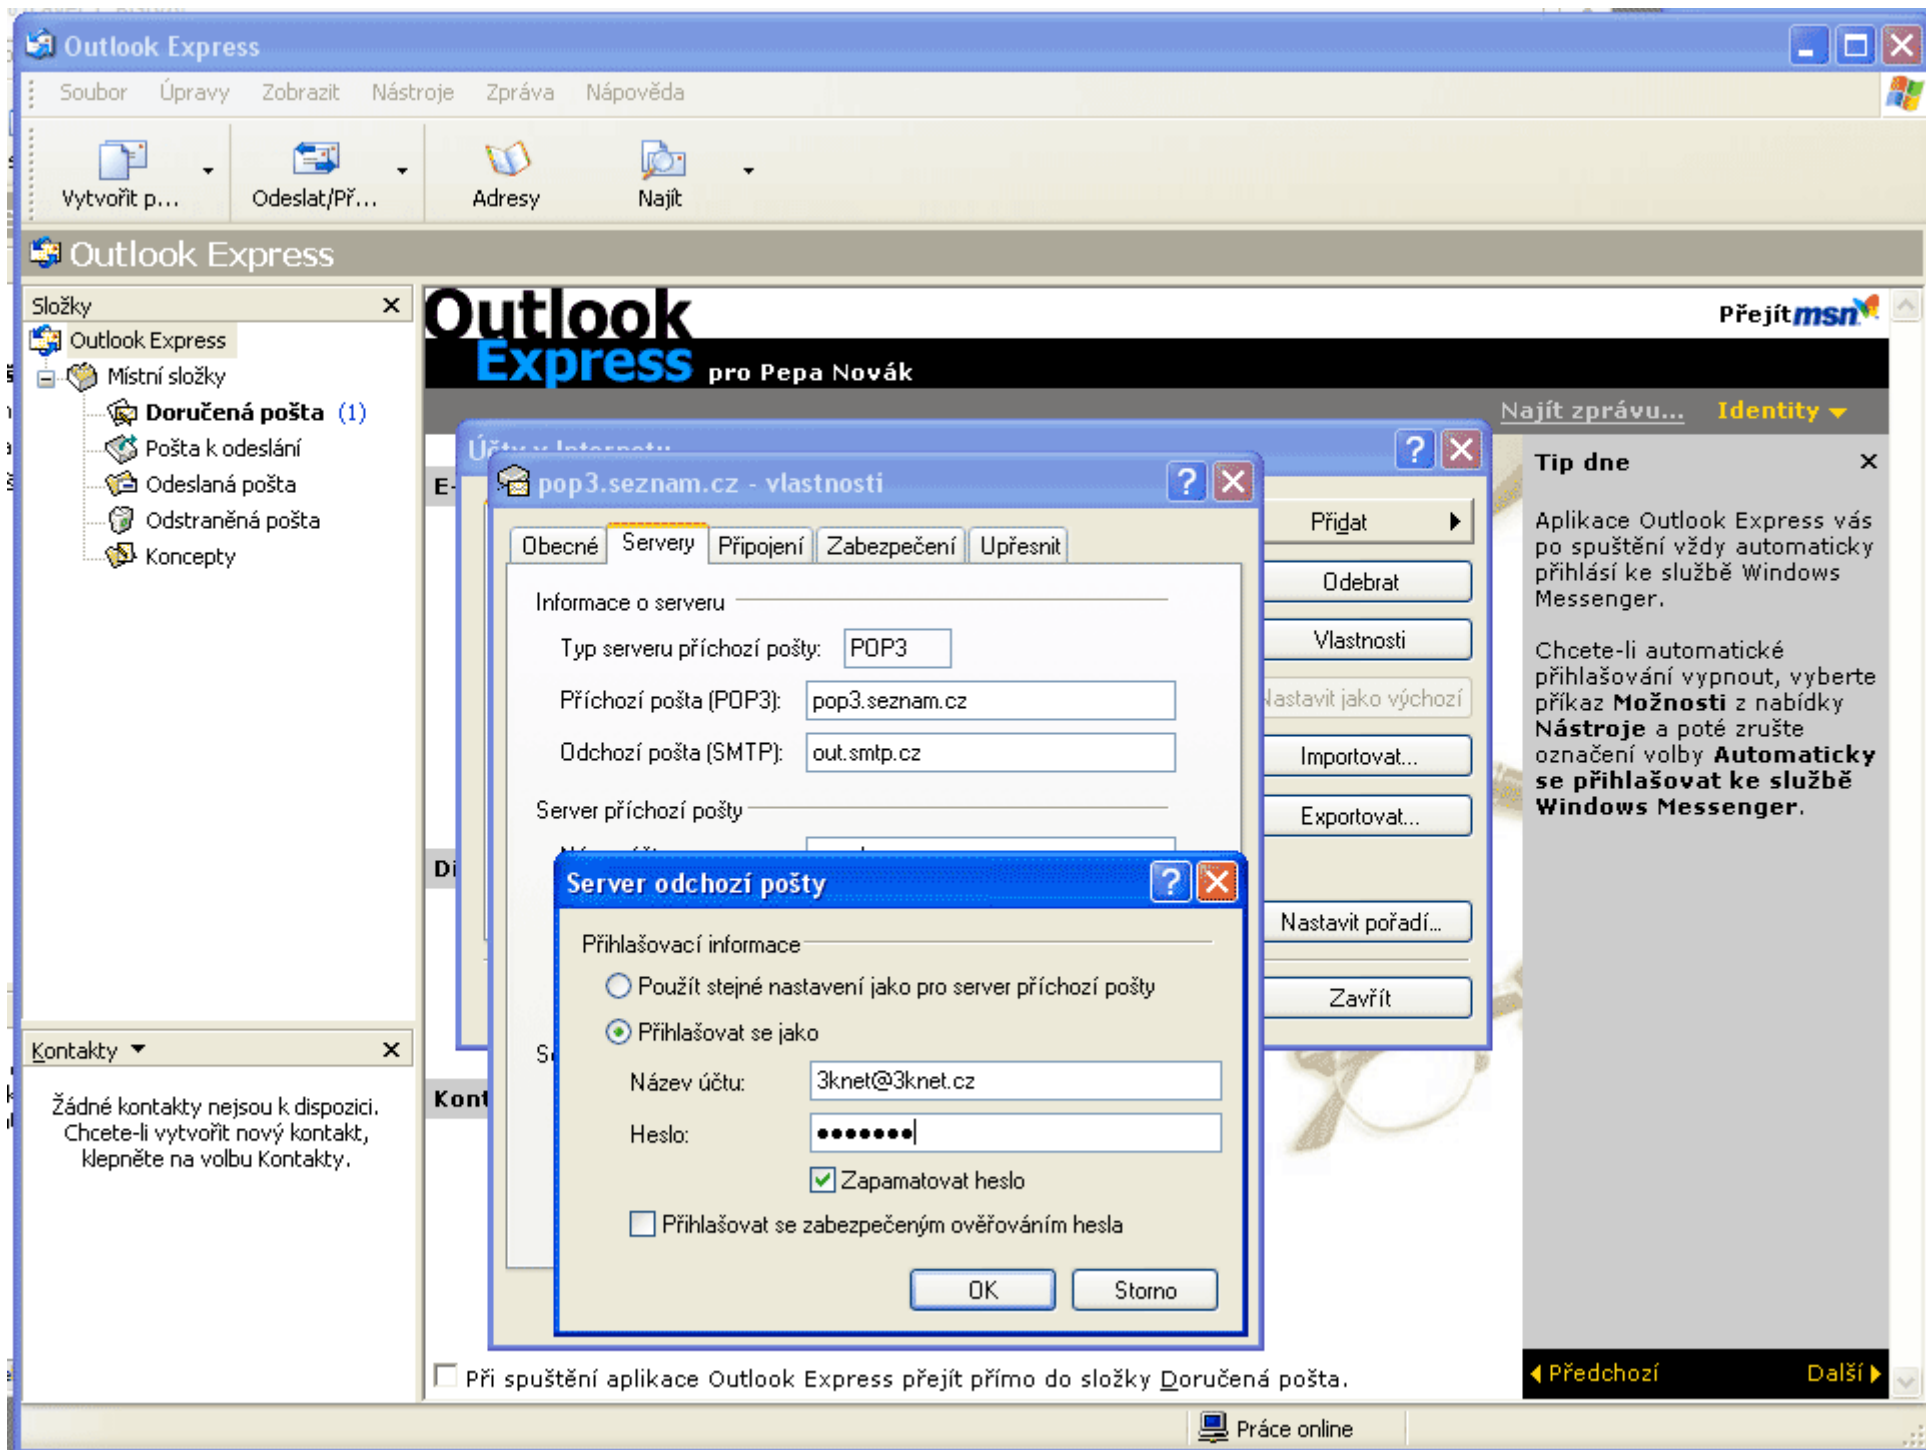 Outlook Express
Soubor Úpravy Zobrazit Nástroje Zpráva Nápověda
Vytvořit p... Odeslat/Př... Adresy Najít
Outlook Express
Složky
Outlook Express
Místní složky
Doručená pošta (1)
Pošta k odeslání
Odeslaná pošta
Odstraněná pošta
Koncepty
Kontakty
Žádné kontakty nejsou k dispozici.
Chcete-li vytvořit nový kontakt,
klepněte na volbu Kontakty.
Outlook
Express pro Pepa Novák
Přejít msn
Najít zprávu... Identity
E-
Di
Kont
Účty v Internetu
Přidat
Odebrat
Vlastnosti
Nastavit jako výchozí
Importovat...
Exportovat...
Nastavit pořadí...
Zavřít
pop3.seznam.cz - vlastnosti
Obecné Servery Připojení Zabezpečení Upřesnit
Informace o serveru
Typ serveru příchozí pošty: POP3
Příchozí pošta (POP3): pop3.seznam.cz
Odchozí pošta (SMTP): out.smtp.cz
Server příchozí pošty
Server odchozí pošty
Přihlašovací informace
Použít stejné nastavení jako pro server příchozí pošty
Přihlašovat se jako
Název účtu: 3knet@3knet.cz
Heslo: •••••••
Zapamatovat heslo
Přihlašovat se zabezpečeným ověřováním hesla
OK Storno
Tip dne
Aplikace Outlook Express vás
po spuštění vždy automaticky
přihlásí ke službě Windows
Messenger.
Chcete-li automatické
přihlašování vypnout, vyberte
příkaz Možnosti z nabídky
Nástroje a poté zrušte
označení volby Automaticky
se přihlašovat ke službě
Windows Messenger.
Předchozí Další
Při spuštění aplikace Outlook Express přejít přímo do složky Doručená pošta.
Práce online